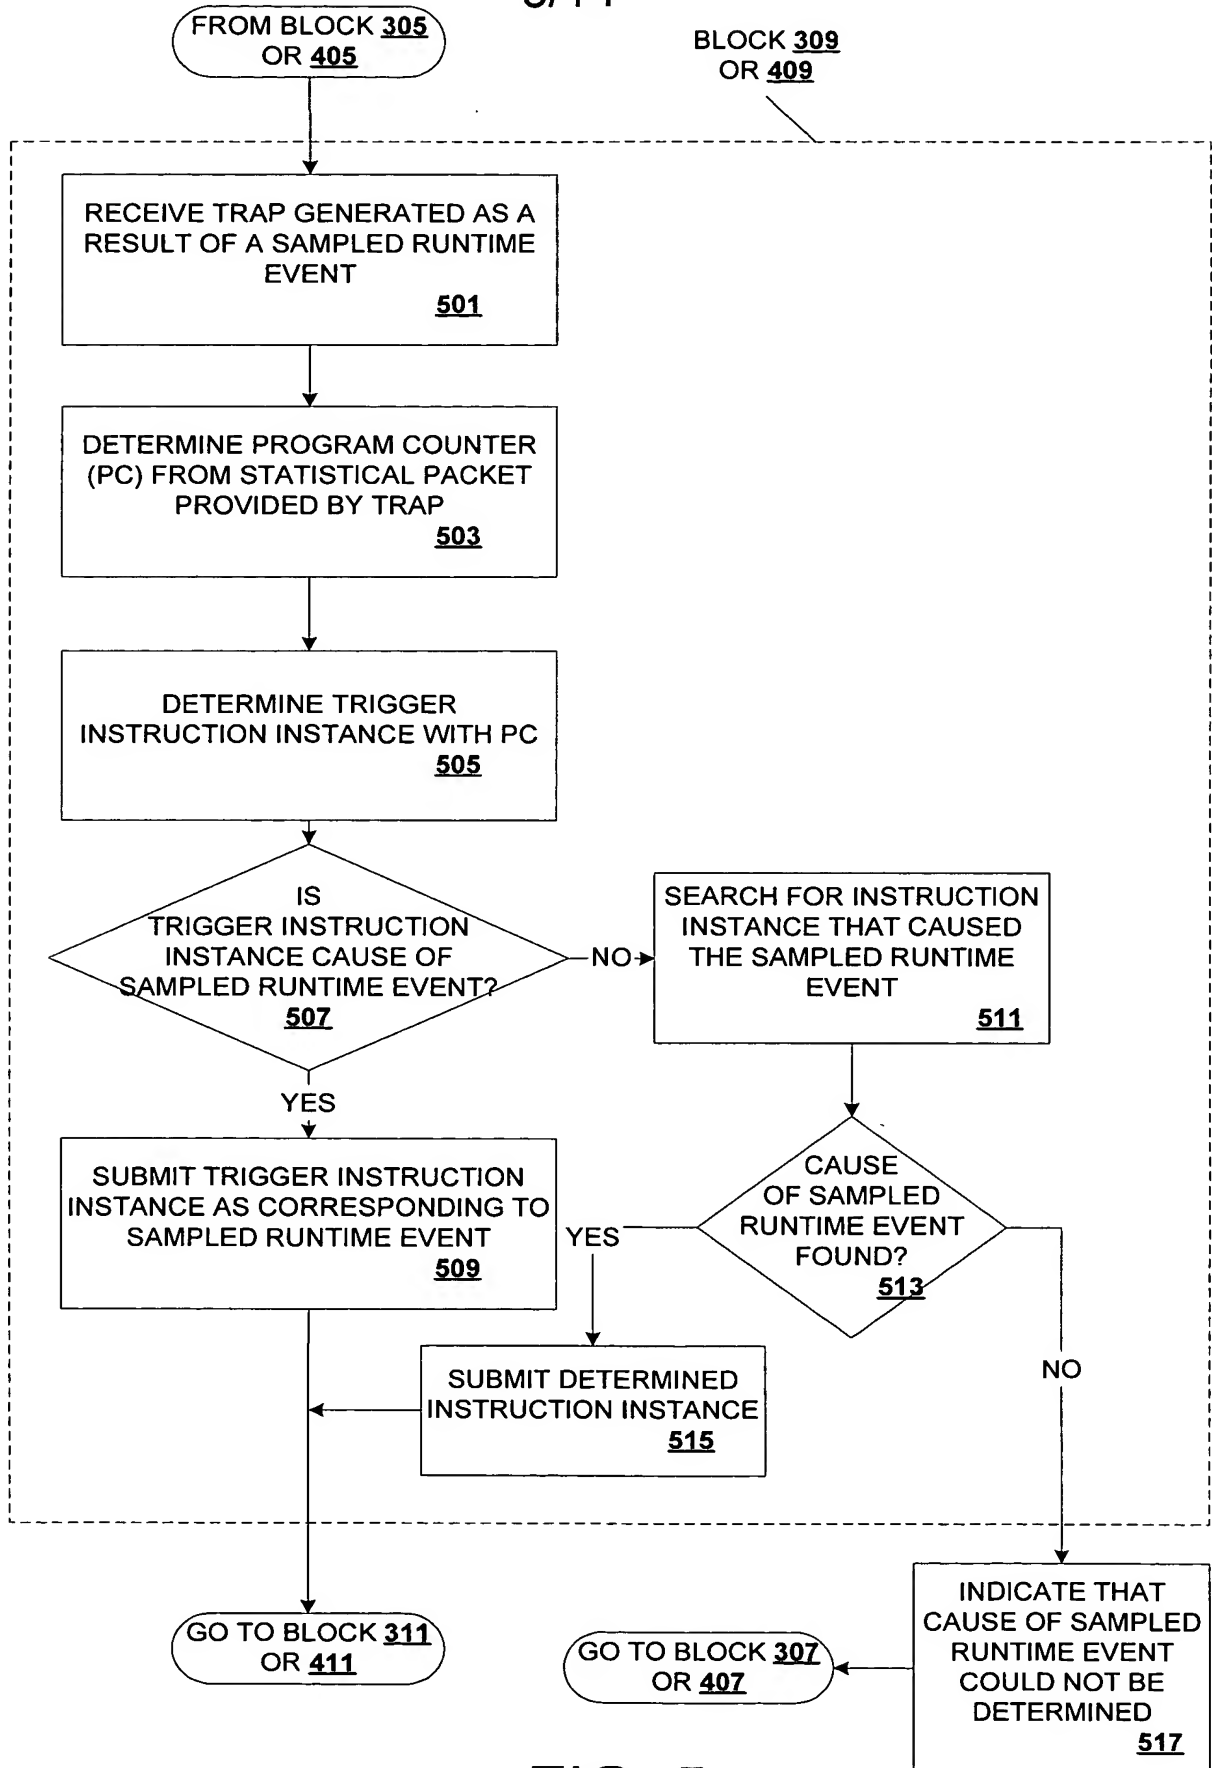 FROM BLOCK 305
OR 405
BLOCK 309
OR 409
RECEIVE TRAP GENERATED AS A
RESULT OF A SAMPLED RUNTIME
EVENT
501
DETERMINE PROGRAM COUNTER
(PC) FROM STATISTICAL PACKET
PROVIDED BY TRAP
503
DETERMINE TRIGGER
INSTRUCTION INSTANCE WITH PC
505
IS
TRIGGER INSTRUCTION
INSTANCE CAUSE OF
SAMPLED RUNTIME EVENT?
507
NO
SEARCH FOR INSTRUCTION
INSTANCE THAT CAUSED
THE SAMPLED RUNTIME
EVENT
511
YES
SUBMIT TRIGGER INSTRUCTION
INSTANCE AS CORRESPONDING TO
SAMPLED RUNTIME EVENT
509
CAUSE
OF SAMPLED
RUNTIME EVENT
FOUND?
513
YES
NO
SUBMIT DETERMINED
INSTRUCTION INSTANCE
515
GO TO BLOCK 311
OR 411
GO TO BLOCK 307
OR 407
INDICATE THAT
CAUSE OF SAMPLED
RUNTIME EVENT
COULD NOT BE
DETERMINED
517